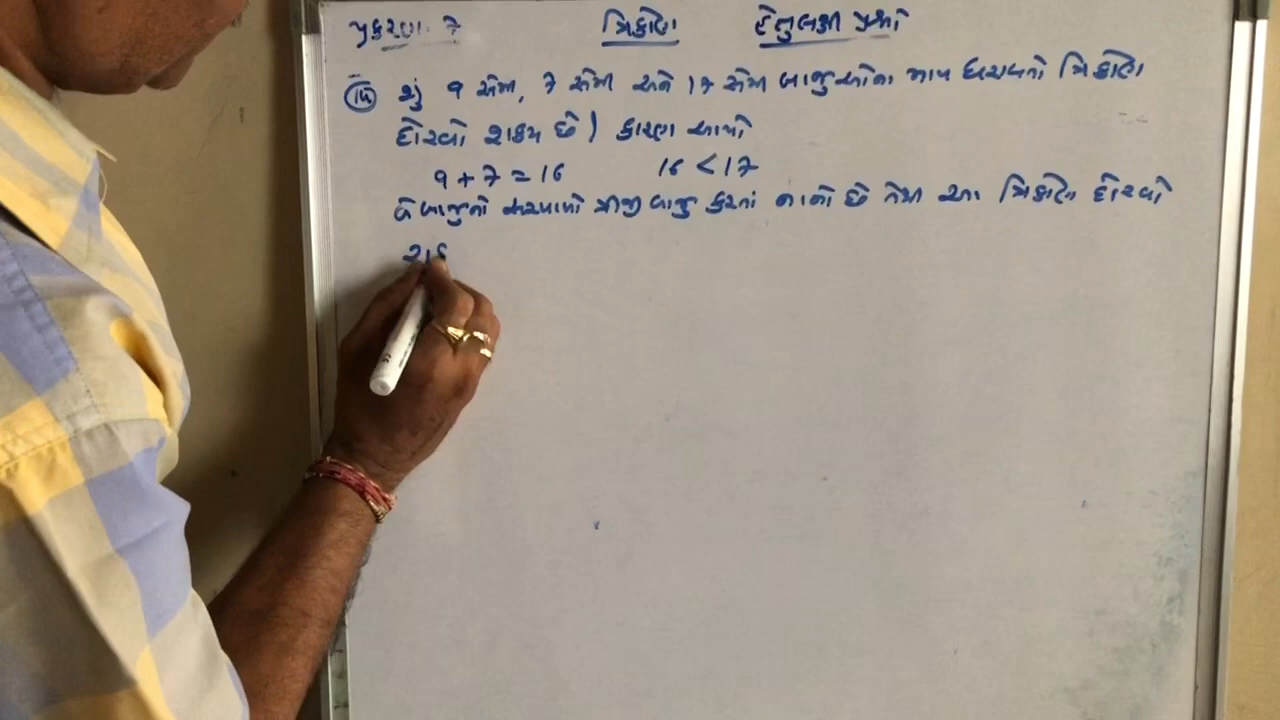 પ્રકરણ. 7 ત્રિકોણ હેતુલક્ષી પ્રશ્નો
(15) શું 9 સેમી, 7 સેમી અને 17 સેમી બાજુઓના માપ ધરાવતો ત્રિકોણ
દોરવો શક્ય છે) કારણ આપો
9 + 7 = 16 16 < 17
બે બાજુનો સરવાળો ત્રીજી બાજુ કરતાં નાનો છે તેથી આ ત્રિકોણ દોરવો